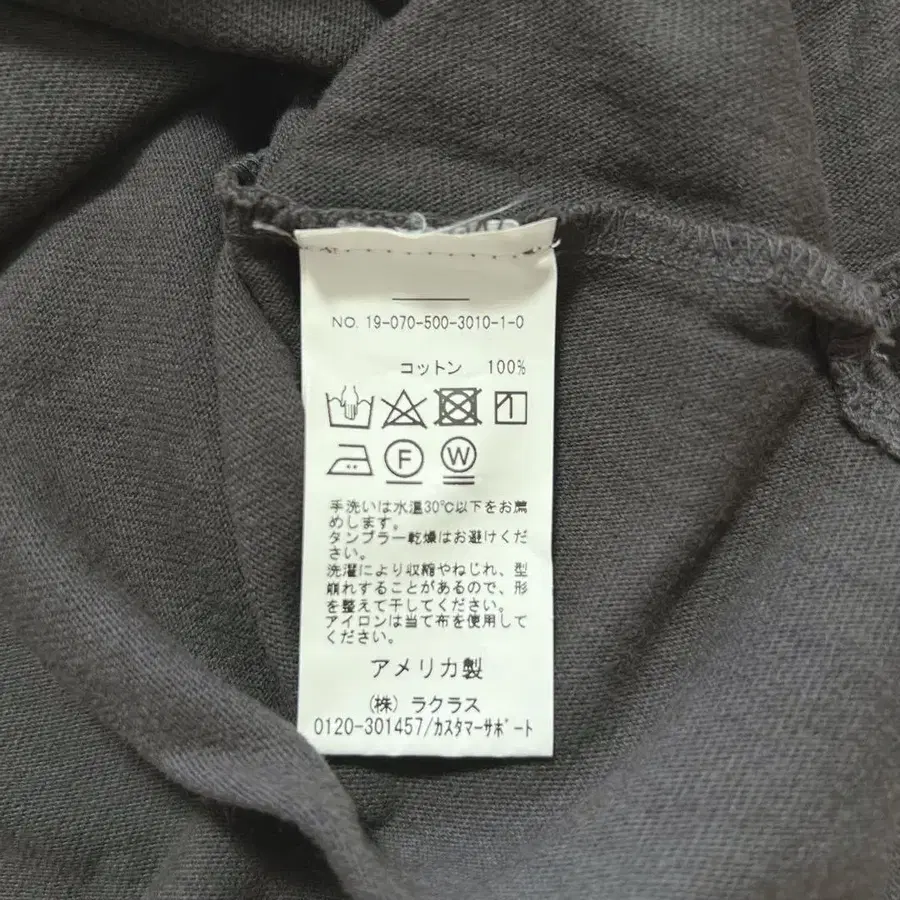 NO. 19-070-500-3010-1-0
コットン 100%
F W
手洗いは水温30℃以下をお薦
めします。
タンブラー乾燥はお避けくだ
さい。
洗濯により収縮やねじれ、型
崩れすることがあるので、形
を整えて干してください。
アイロンは当て布を使用して
ください。
アメリカ製
(株) ラクラス
0120-301457/カスタマーサポート